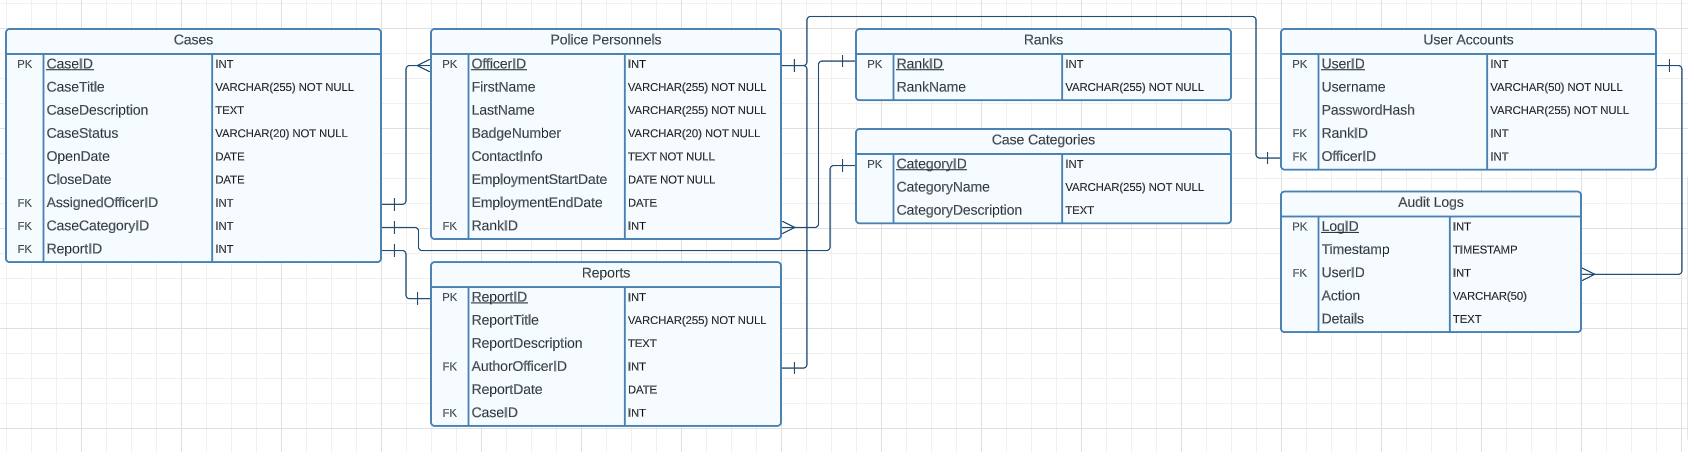 Cases
PK CaseID INT
CaseTitle VARCHAR(255) NOT NULL
CaseDescription TEXT
CaseStatus VARCHAR(20) NOT NULL
OpenDate DATE
CloseDate DATE
FK AssignedOfficerID INT
FK CaseCategoryID INT
FK ReportID INT
Police Personnels
PK OfficerID INT
FirstName VARCHAR(255) NOT NULL
LastName VARCHAR(255) NOT NULL
BadgeNumber VARCHAR(20) NOT NULL
ContactInfo TEXT NOT NULL
EmploymentStartDate DATE NOT NULL
EmploymentEndDate DATE
FK RankID INT
Reports
PK ReportID INT
ReportTitle VARCHAR(255) NOT NULL
ReportDescription TEXT
FK AuthorOfficerID INT
ReportDate DATE
FK CaseID INT
Ranks
PK RankID INT
RankName VARCHAR(255) NOT NULL
Case Categories
PK CategoryID INT
CategoryName VARCHAR(255) NOT NULL
CategoryDescription TEXT
User Accounts
PK UserID INT
Username VARCHAR(50) NOT NULL
PasswordHash VARCHAR(255) NOT NULL
FK RankID INT
FK OfficerID INT
Audit Logs
PK LogID INT
Timestamp TIMESTAMP
FK UserID INT
Action VARCHAR(50)
Details TEXT